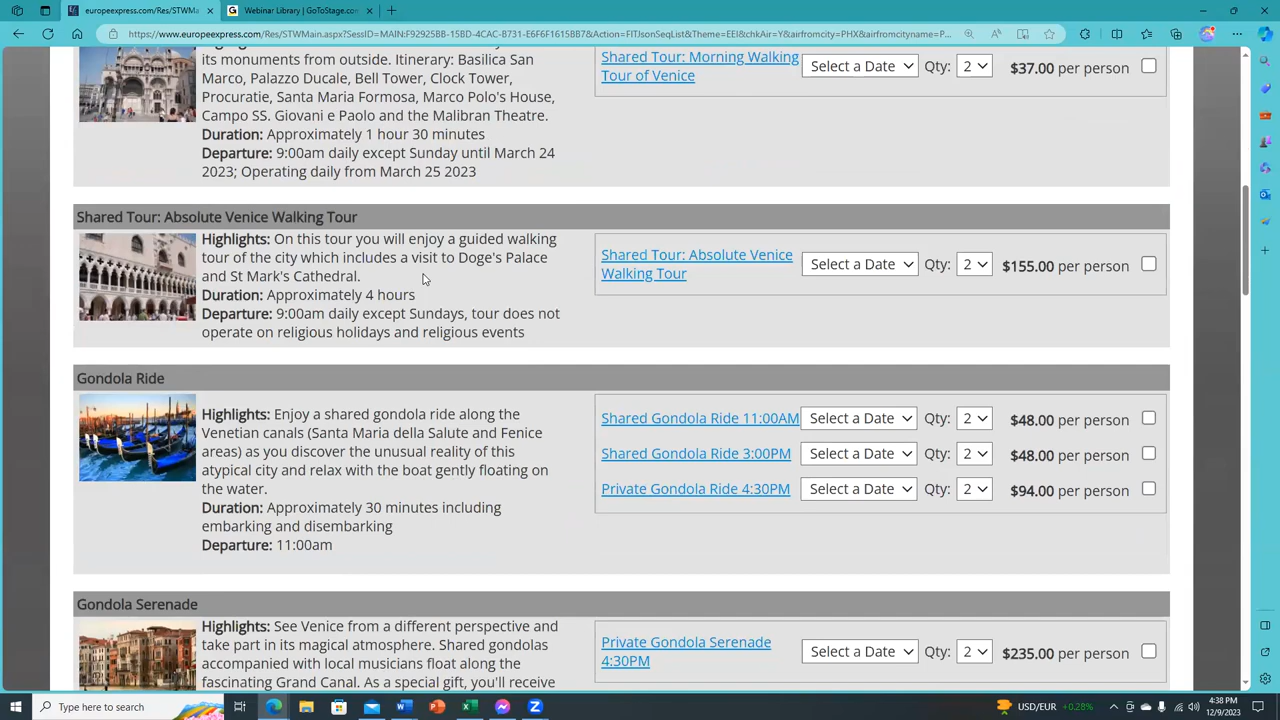 europeexpress.com/Res/STWM
Webinar Library | GoToStage.com
https://www.europeexpress.com/Res/STWMain.aspx?SessID=MAIN:F92925BB-15BD-4CAC-8731-E6F6F1615BB7&Action=FITJsonSeqList&Theme=EEI&chkAir=Y&airfromcity=PHX&airfromcityname=P...
its monuments from outside. Itinerary: Basilica San
Marco, Palazzo Ducale, Bell Tower, Clock Tower,
Procuratie, Santa Maria Formosa, Marco Polo's House,
Campo SS. Giovani e Paolo and the Malibran Theatre.
Duration: Approximately 1 hour 30 minutes
Departure: 9:00am daily except Sunday until March 24
2023; Operating daily from March 25 2023
Shared Tour: Morning Walking
Tour of Venice
Select a Date Qty: 2 $37.00 per person
Shared Tour: Absolute Venice Walking Tour
Highlights: On this tour you will enjoy a guided walking
tour of the city which includes a visit to Doge's Palace
and St Mark's Cathedral.
Duration: Approximately 4 hours
Departure: 9:00am daily except Sundays, tour does not
operate on religious holidays and religious events
Shared Tour: Absolute Venice
Walking Tour
Select a Date Qty: 2 $155.00 per person
Gondola Ride
Highlights: Enjoy a shared gondola ride along the
Venetian canals (Santa Maria della Salute and Fenice
areas) as you discover the unusual reality of this
atypical city and relax with the boat gently floating on
the water.
Duration: Approximately 30 minutes including
embarking and disembarking
Departure: 11:00am
Shared Gondola Ride 11:00AM Select a Date Qty: 2 $48.00 per person
Shared Gondola Ride 3:00PM Select a Date Qty: 2 $48.00 per person
Private Gondola Ride 4:30PM Select a Date Qty: 2 $94.00 per person
Gondola Serenade
Highlights: See Venice from a different perspective and
take part in its magical atmosphere. Shared gondolas
accompanied with local musicians float along the
fascinating Grand Canal. As a special gift, you'll receive
Private Gondola Serenade
4:30PM
Select a Date Qty: 2 $235.00 per person
Type here to search
USD/EUR +0.28%
4:38 PM
12/9/2023